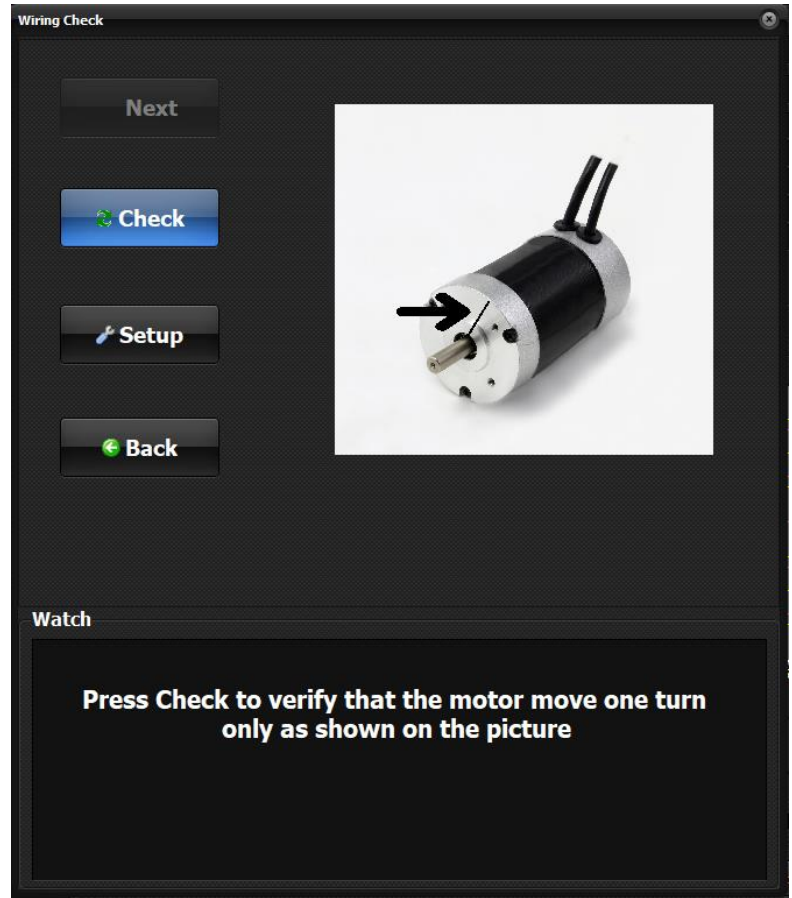 Wiring Check
Next
Check
Setup
Back
Watch
Press Check to verify that the motor move one turn
only as shown on the picture